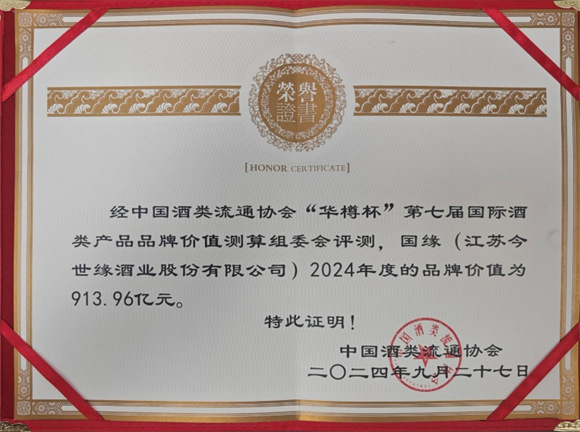 榮譽
證書
[HONOR CERTIFICATE]
经中国酒类流通协会“华樽杯”第七届国际酒
类产品品牌价值测算组委会评测，国缘（江苏今
世缘酒业股份有限公司）2024年度的品牌价值为
913.96亿元。
特此证明！
中国酒类流通协会
二〇二四年九月二十七日